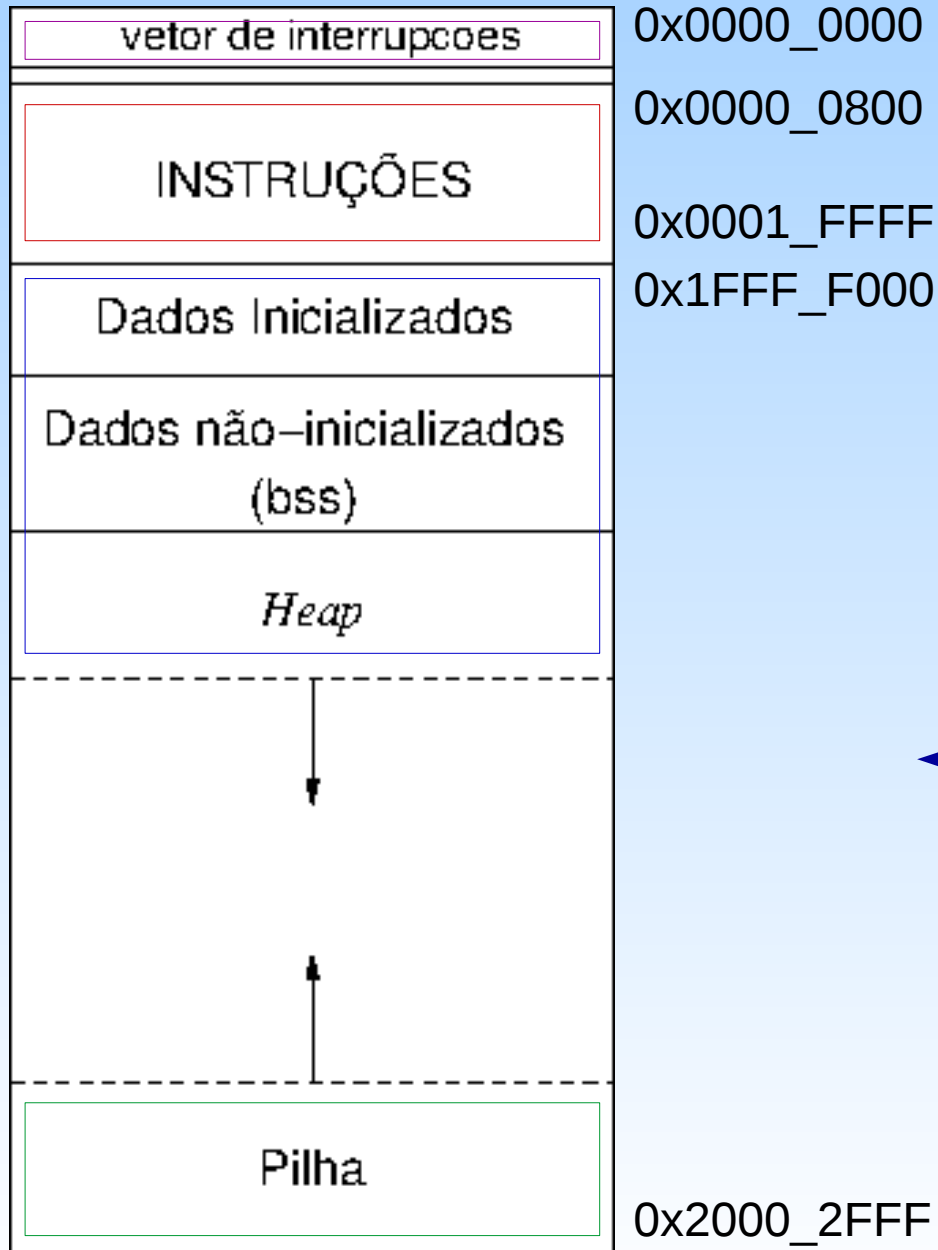 vetor de interrupcoes 0x0000_0000
0x0000_0800
INSTRUÇÕES
0x0001_FFFF
0x1FFF_F000
Dados Inicializados
Dados não–inicializados
(bss)
Heap
Pilha
0x2000_2FFF